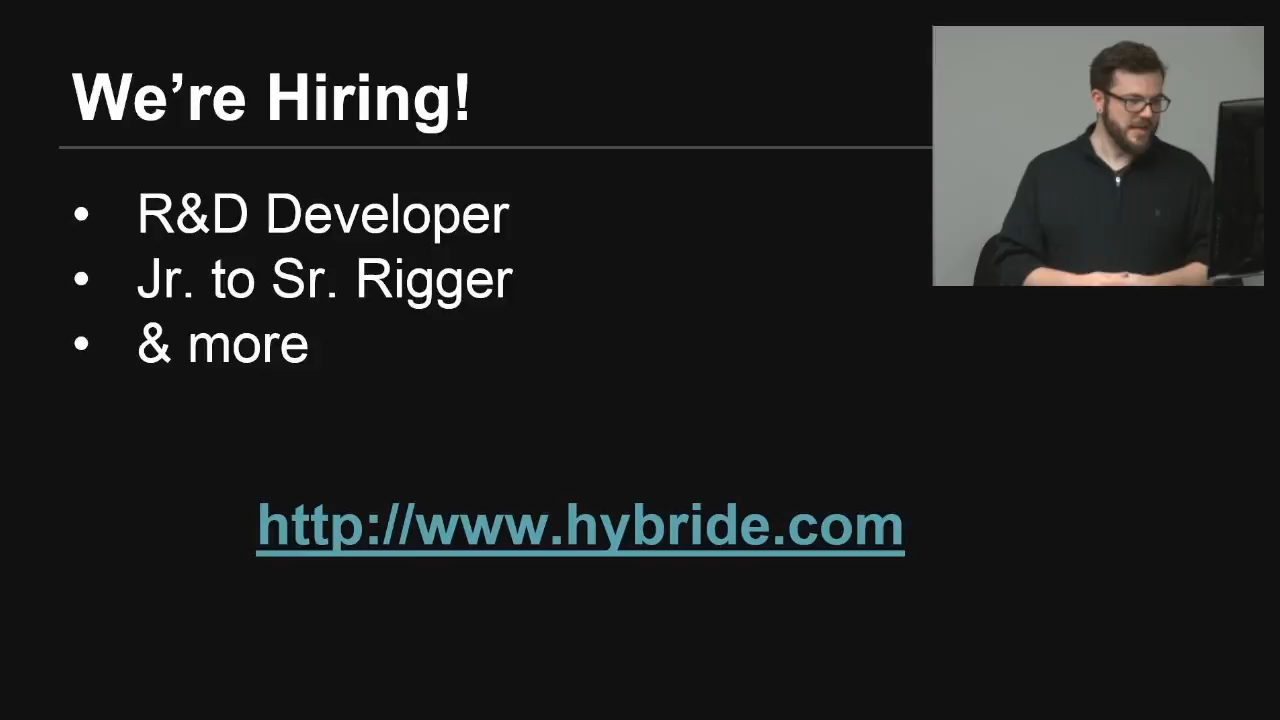 We’re Hiring!
• R&D Developer
• Jr. to Sr. Rigger
• & more
http://www.hybride.com